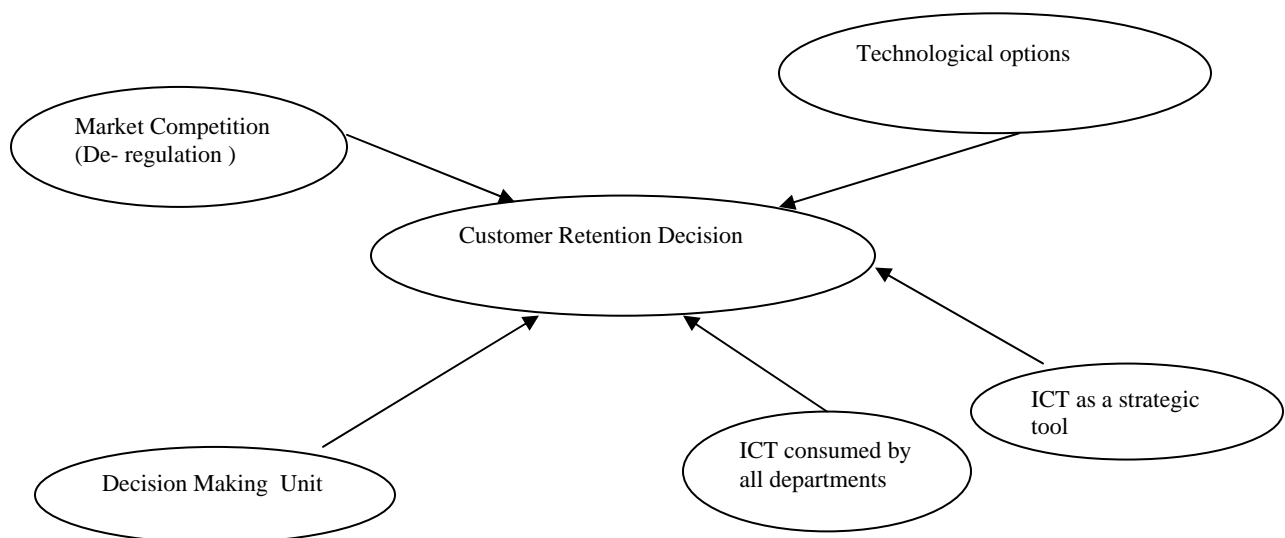 Technological options
Market Competition
(De- regulation )
Customer Retention Decision
ICT as a strategic
tool
ICT consumed by
all departments
Decision Making  Unit